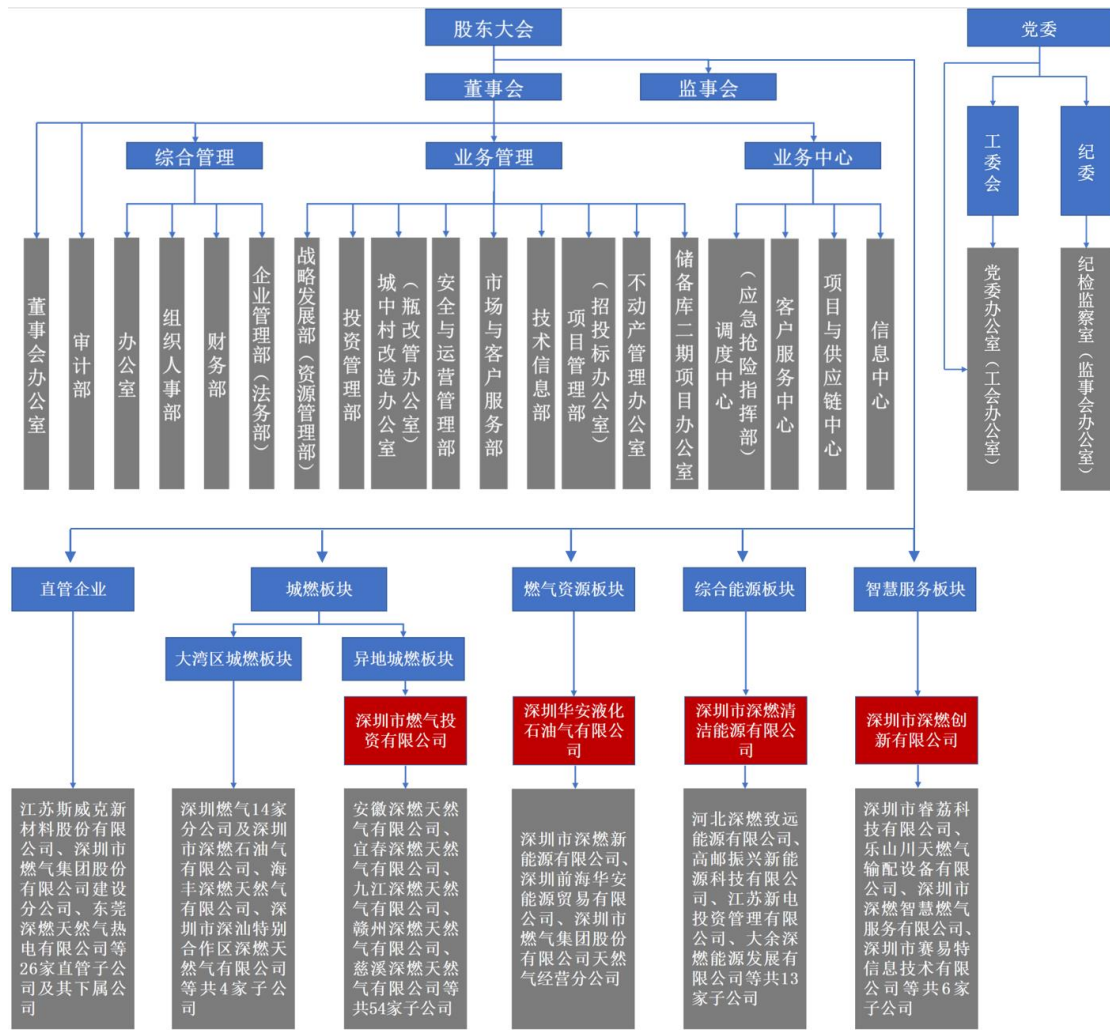 股东大会
党委
董事会
监事会
综合管理
业务管理
业务中心
工委会
纪委
董事会办公室
审计部
办公室
组织人事部
财务部
企业管理部（法务部）
战略发展部（资源管理部）
投资管理部
城中村改造办公室
（瓶改管办公室）
安全与运营管理部
市场与客户服务部
技术信息部
项目管理部
（招投标办公室）
不动产管理办公室
储备库二期项目办公室
调度中心
（应急抢险指挥部）
客户服务中心
项目与供应链中心
信息中心
党委办公室（工会办公室）
纪检监察室（监事会办公室）
直管企业
城燃板块
燃气资源板块
综合能源板块
智慧服务板块
大湾区城燃板块
异地城燃板块
深圳市燃气投
资有限公司
深圳华安液化
石油气有限公
司
深圳市深燃清
洁能源有限公
司
深圳市深燃创
新有限公司
江苏斯威克新
材料股份有限
公司、深圳市
燃气集团股份
有限公司建设
分公司、东莞
深燃天然气热
电有限公司等
26家直管子公
司及其下属公
司
深圳燃气14家
分公司及深圳
市深燃石油气
有限公司、海
丰深燃天然气
有限公司、深
圳市深汕特别
合作区深燃天
然气有限公司
等共4家子公
司
安徽深燃天然
气有限公司、
宜春深燃天然
气有限公司、
九江深燃天然
气有限公司、
赣州深燃天然
气有限公司、
慈溪深燃天然
气有限公司等
共54家子公司
深圳市深燃新
能源有限公司、
深圳前海华安
能源贸易有限
公司、深圳市
燃气集团股份
有限公司天然
气经营分公司
河北深燃致远
能源有限公司、
高邮振兴新能
源科技有限公
司、江苏新电
投资管理有限
公司、大余深
燃能源发展有
限公司等共13
家子公司
深圳市睿荔科
技有限公司、
乐山川天燃气
输配设备有限
公司、深圳市
深燃智慧燃气
服务有限公司、
深圳市赛易特
信息技术有限
公司等共6家
子公司